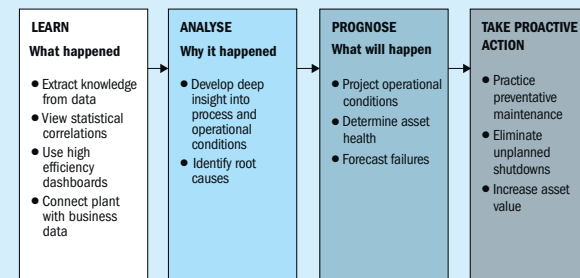 LEARN
What happened
● Extract knowledge
from data
● View statistical
correlations
● Use high
efficiency
dashboards
● Connect plant
with business
data
ANALYSE
Why it happened
● Develop deep
insight into
process and
operational
conditions
● Identify root
causes
PROGNOSE
What will happen
● Project operational
conditions
● Determine asset
health
● Forecast failures
TAKE PROACTIVE
ACTION
● Practice
preventative
maintenance
● Eliminate
unplanned
shutdowns
● Increase asset
value